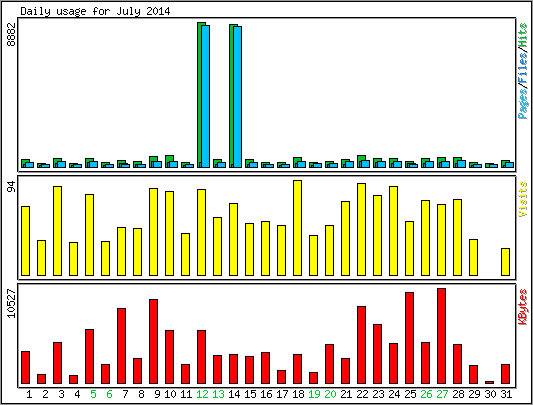 Daily usage for July 2014
8882
Pages/Files/Hits
94
Visits
10527
KBytes
1 2 3 4 5 6 7 8 9 10 11 12 13 14 15 16 17 18 19 20 21 22 23 24 25 26 27 28 29 30 31